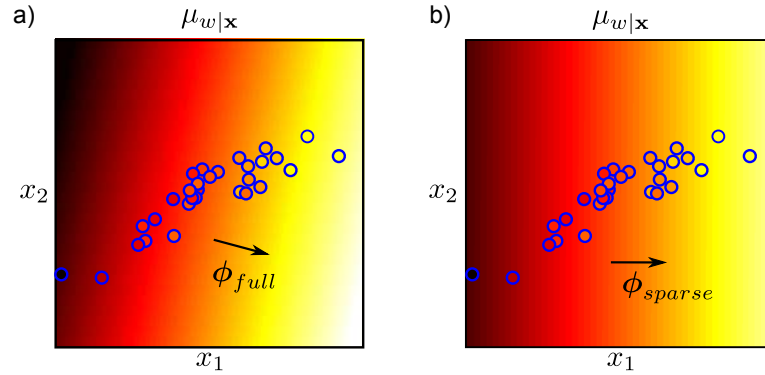 a)
μ_{w|x}
x_2
ϕ_{full}
x_1
b)
μ_{w|x}
x_2
ϕ_{sparse}
x_1